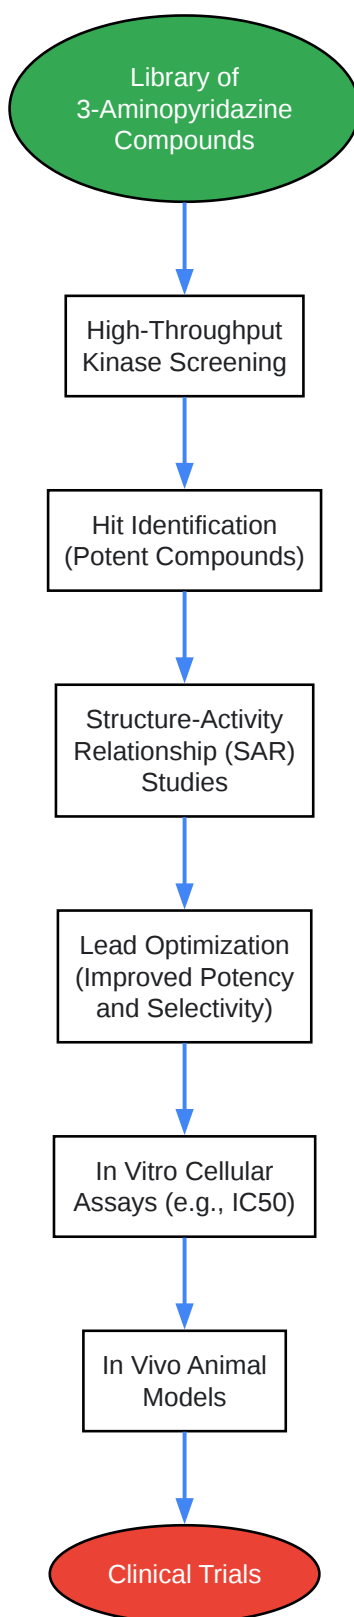 Library of
3-Aminopyridazine
Compounds
High-Throughput
Kinase Screening
Hit Identification
(Potent Compounds)
Structure-Activity
Relationship (SAR)
Studies
Lead Optimization
(Improved Potency
and Selectivity)
In Vitro Cellular
Assays (e.g., IC50)
In Vivo Animal
Models
Clinical Trials